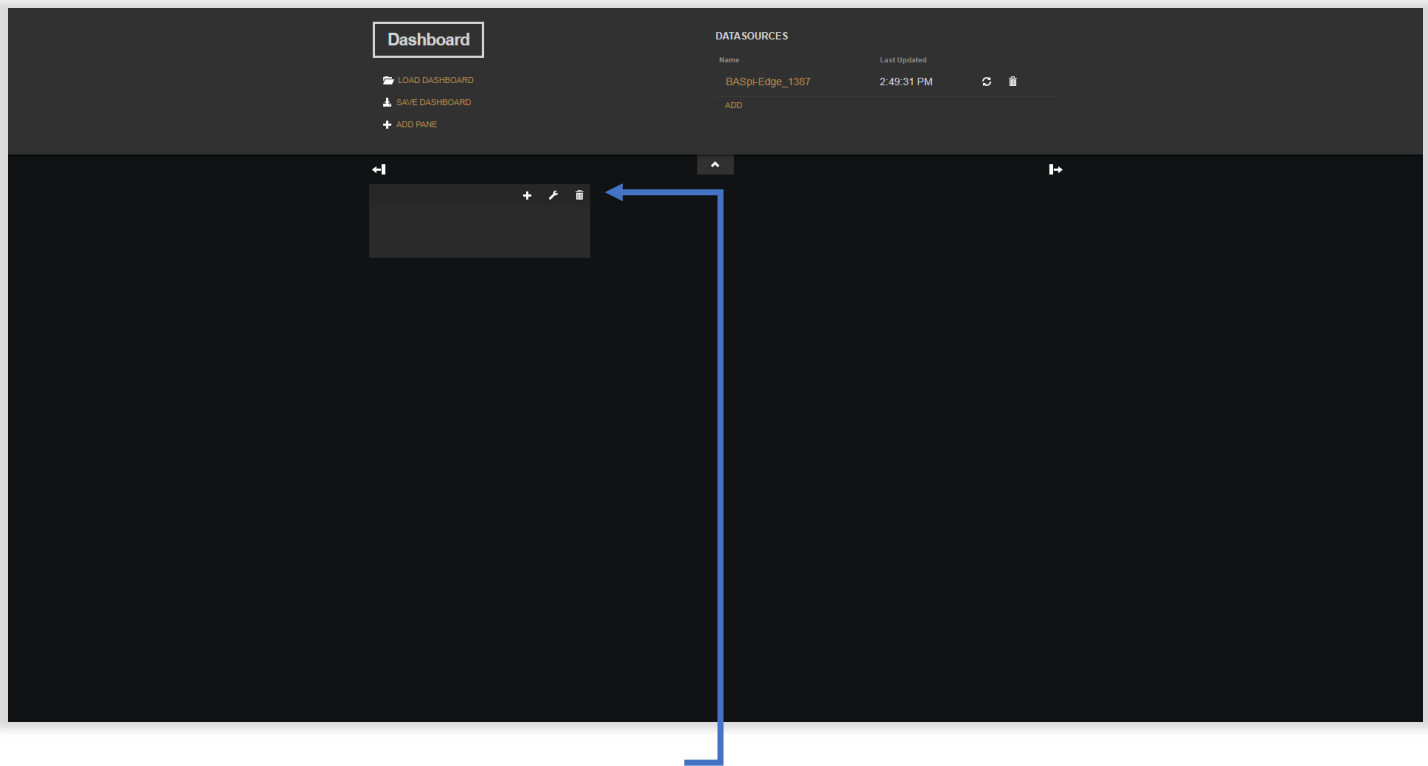 Dashboard
LOAD DASHBOARD
SAVE DASHBOARD
ADD PANE
DATASOURCES
Name Last Updated
BASpi-Edge_1387 2:49:31 PM
ADD